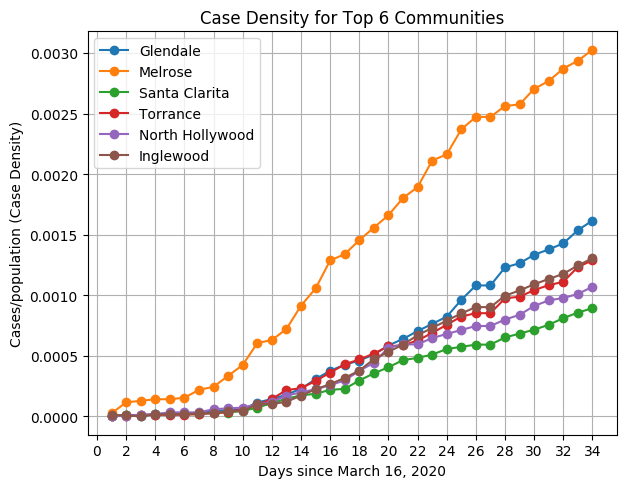 Case Density for Top 6 Communities
Glendale
Melrose
Santa Clarita
Torrance
North Hollywood
Inglewood
Cases/population (Case Density)
0.0030
0.0025
0.0020
0.0015
0.0010
0.0005
0.0000
0 2 4 6 8 10 12 14 16 18 20 22 24 26 28 30 32 34
Days since March 16, 2020